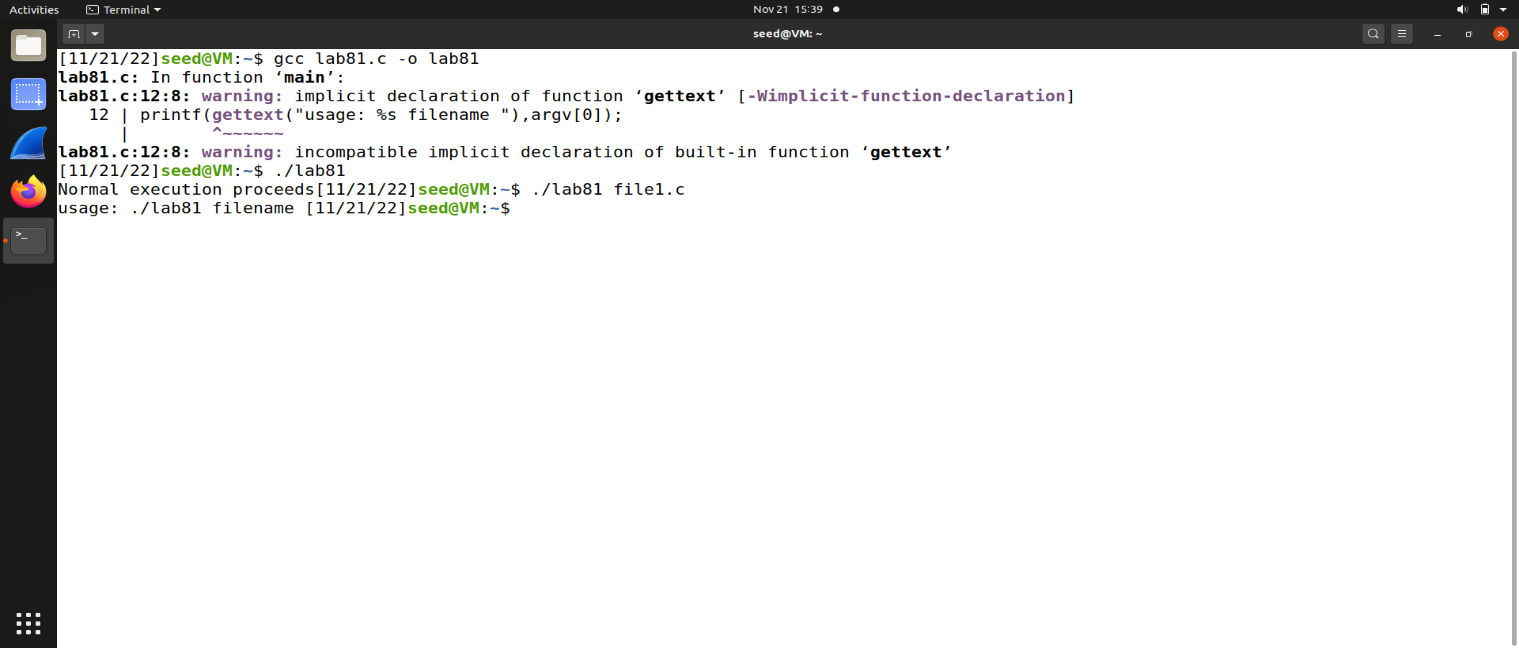 Activities Terminal Nov 21 15:39
seed@VM: ~
[11/21/22]seed@VM:~$ gcc lab81.c -o lab81
lab81.c: In function ‘main’:
lab81.c:12:8: warning: implicit declaration of function ‘gettext’ [-Wimplicit-function-declaration]
   12 | printf(gettext("usage: %s filename "),argv[0]);
      |        ^~~~~~~
lab81.c:12:8: warning: incompatible implicit declaration of built-in function ‘gettext’
[11/21/22]seed@VM:~$ ./lab81
Normal execution proceeds[11/21/22]seed@VM:~$ ./lab81 file1.c
usage: ./lab81 filename [11/21/22]seed@VM:~$